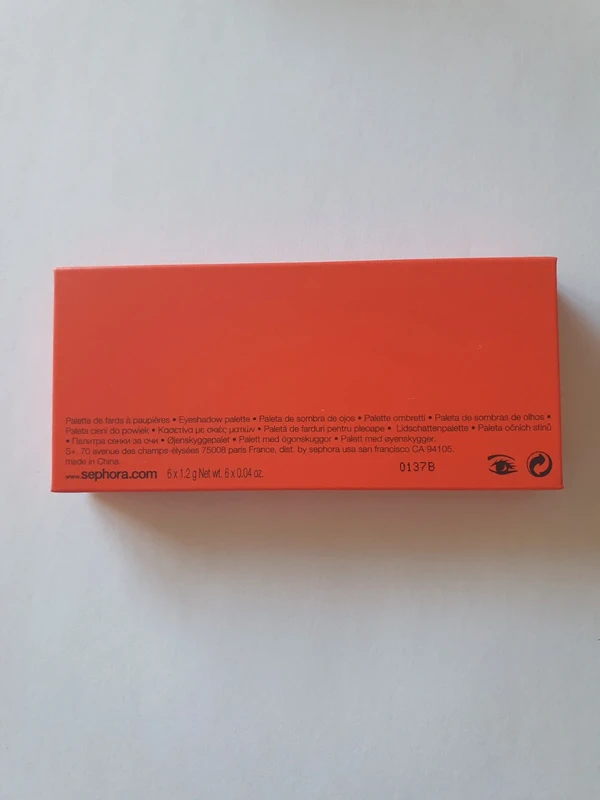 Palette de fards à paupières • Eyeshadow palette • Paleta de sombra de ojos • Palette ombretti • Paleta de sombras de olhos •
Paleta cieni do powiek • Κασετίνα με σκιές ματιών • Paletă de farduri pentru pleoape • Lidschattenpalette • Paleta očních stínů
• Палитра сенки за очи • Øjenskyggepalet • Palett med ögonskuggor • Palett med øyenskygger.
S+. 70 avenue des champs-élysées 75008 paris France, dist. by sephora usa san francisco CA 94105.
made in China.
www.sephora.com 6 x 1.2 g Net wt. 6 x 0.04 oz. 0137B